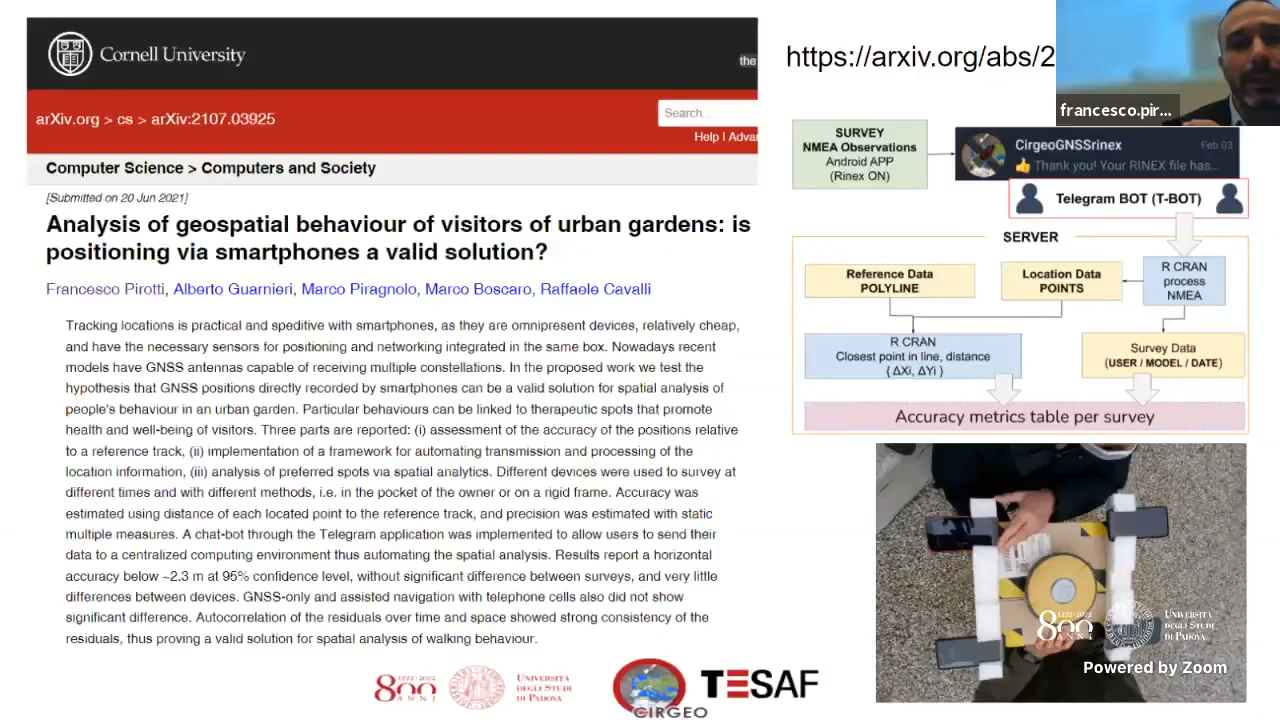 Cornell University
the
arXiv.org > cs > arXiv:2107.03925
Search...
Help | Advan
Computer Science > Computers and Society
[Submitted on 20 Jun 2021]
Analysis of geospatial behaviour of visitors of urban gardens: is
positioning via smartphones a valid solution?
Francesco Pirotti, Alberto Guarnieri, Marco Piragnolo, Marco Boscaro, Raffaele Cavalli
Tracking locations is practical and speditive with smartphones, as they are omnipresent devices, relatively cheap,
and have the necessary sensors for positioning and networking integrated in the same box. Nowadays recent
models have GNSS antennas capable of receiving multiple constellations. In the proposed work we test the
hypothesis that GNSS positions directly recorded by smartphones can be a valid solution for spatial analysis of
people's behaviour in an urban garden. Particular behaviours can be linked to therapeutic spots that promote
health and well-being of visitors. Three parts are reported: (i) assessment of the accuracy of the positions relative
to a reference track, (ii) implementation of a framework for automating transmission and processing of the
location information, (iii) analysis of preferred spots via spatial analytics. Different devices were used to survey at
different times and with different methods, i.e. in the pocket of the owner or on a rigid frame. Accuracy was
estimated using distance of each located point to the reference track, and precision was estimated with static
multiple measures. A chat-bot through the Telegram application was implemented to allow users to send their
data to a centralized computing environment thus automating the spatial analysis. Results report a horizontal
accuracy below ~2.3 m at 95% confidence level, without significant difference between surveys, and very little
differences between devices. GNSS-only and assisted navigation with telephone cells also did not show
significant difference. Autocorrelation of the residuals over time and space showed strong consistency of the
residuals, thus proving a valid solution for spatial analysis of walking behaviour.
https://arxiv.org/abs/2
francesco.pir...
SURVEY
NMEA Observations
Android APP
(Rinex ON)
CirgeoGNSSrinex
Feb 03
👍 Thank you! Your RINEX file has...
Telegram BOT (T-BOT)
SERVER
Reference Data
POLYLINE
Location Data
POINTS
R CRAN
process
NMEA
R CRAN
Closest point in line, distance
{ ΔXi, ΔYi }
Survey Data
(USER / MODEL / DATE)
Accuracy metrics table per survey
1222-2022
800
ANNI
UNIVERSITÀ
DEGLI STUDI
DI PADOVA
Powered by Zoom
1222-2022
800
ANNI
UNIVERSITÀ
DEGLI STUDI
DI PADOVA
CIRGEO
TESAF